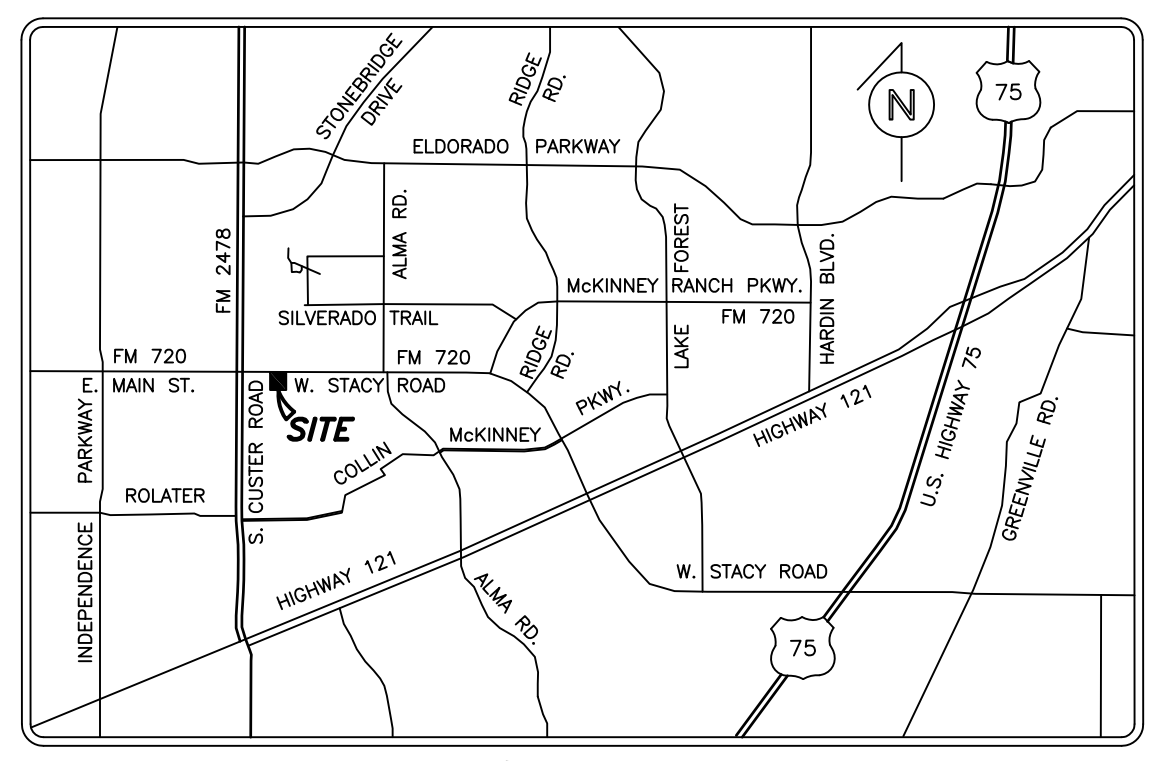 STONEBRIDGE
DRIVE
RIDGE
RD.
N
75
ELDORADO PARKWAY
FM 2478
ALMA RD.
FOREST
LAKE
HARDIN BLVD.
McKINNEY RANCH PKWY.
FM 720
SILVERADO TRAIL
FM 720
FM 720
RIDGE
RD.
E. MAIN ST.
W. STACY ROAD
SITE
PARKWAY
INDEPENDENCE
S. CUSTER ROAD
COLLIN
McKINNEY
PKWY.
HIGHWAY 121
U.S. HIGHWAY 75
GREENVILLE RD.
ROLATER
HIGHWAY 121
ALMA RD.
W. STACY ROAD
75